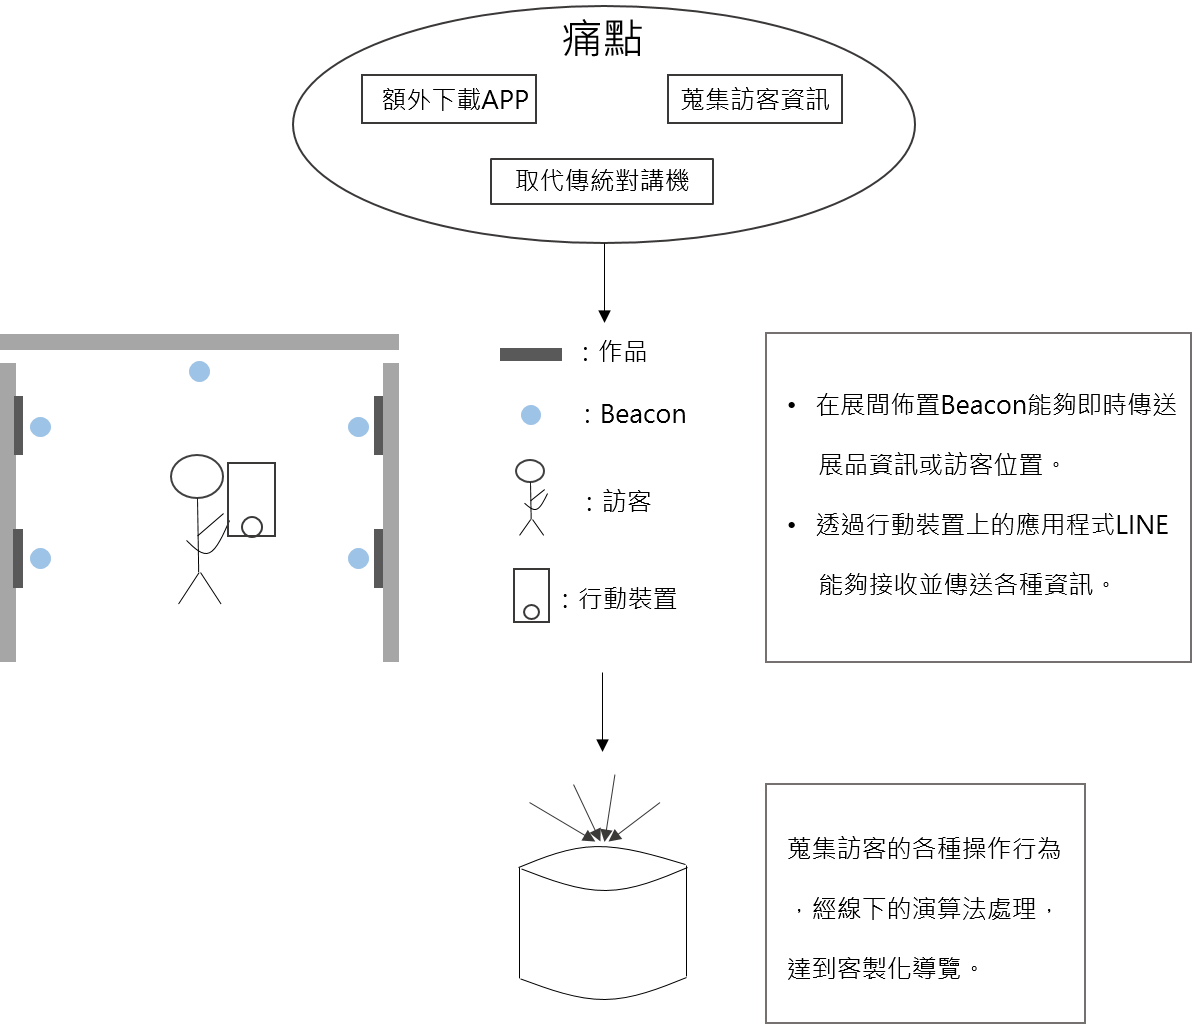 痛點
額外下載APP
蒐集訪客資訊
取代傳統對講機
：作品
：Beacon
：訪客
：行動裝置
• 在展間佈置Beacon能夠即時傳送
展品資訊或訪客位置。
• 透過行動裝置上的應用程式LINE
能夠接收並傳送各種資訊。
蒐集訪客的各種操作行為
，經線下的演算法處理，
達到客製化導覽。